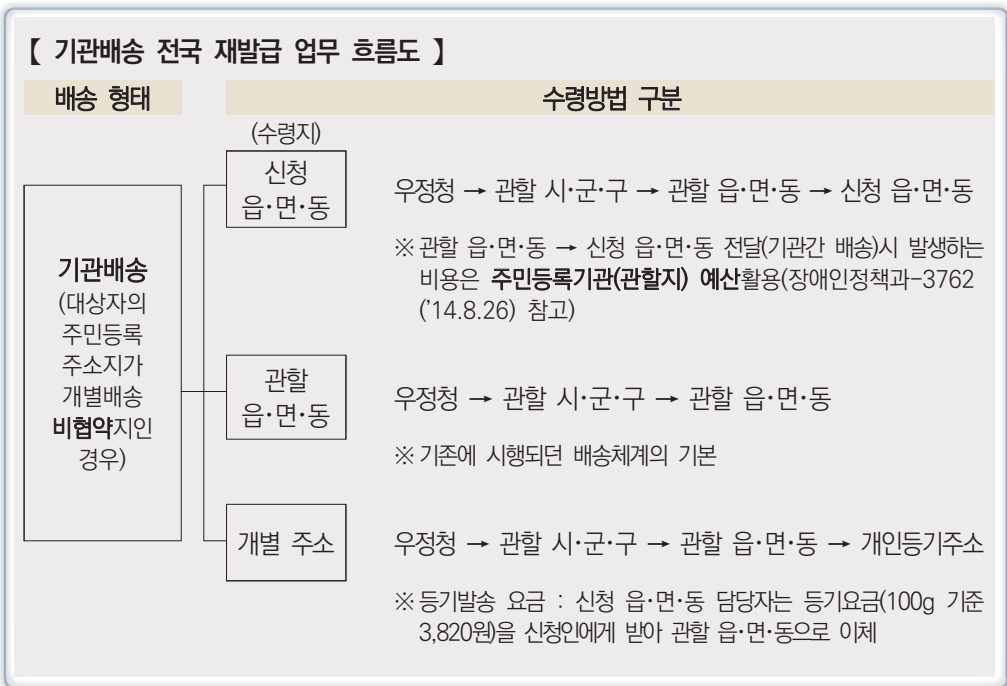 【 기관배송 전국 재발급 업무 흐름도 】
배송 형태
수령방법 구분
(수령지)
기관배송
(대상자의
주민등록
주소지가
개별배송
비협약지인
경우)
신청
읍·면·동
우정청 → 관할 시·군·구 → 관할 읍·면·동 → 신청 읍·면·동
※ 관할 읍·면·동 → 신청 읍·면·동 전달(기관간 배송)시 발생하는
비용은 주민등록기관(관할지) 예산활용(장애인정책과-3762
('14.8.26) 참고)
관할
읍·면·동
우정청 → 관할 시·군·구 → 관할 읍·면·동
※ 기존에 시행되던 배송체계의 기본
개별 주소
우정청 → 관할 시·군·구 → 관할 읍·면·동 → 개인등기주소
※ 등기발송 요금 : 신청 읍·면·동 담당자는 등기요금(100g 기준
3,820원)을 신청인에게 받아 관할 읍·면·동으로 이체